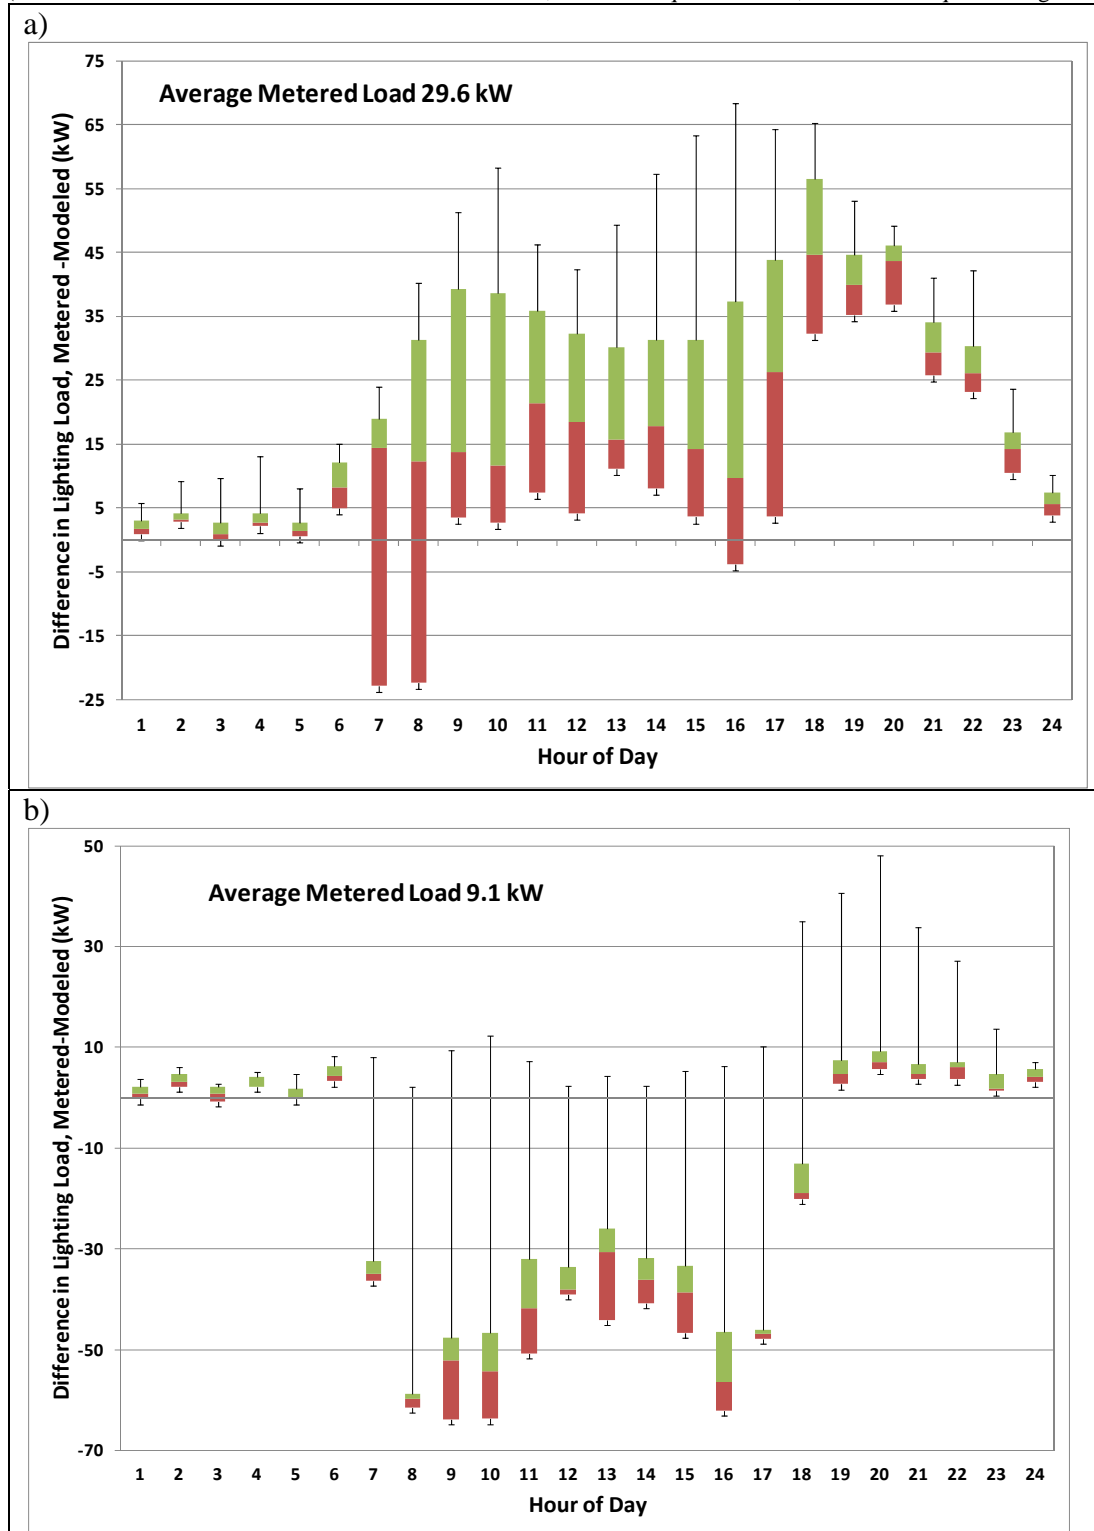 a)
75
65
55
45
35
25
15
5
-5
-15
-25
Difference in Lighting Load, Metered -Modeled (kW)
Average Metered Load 29.6 kW
1 2 3 4 5 6 7 8 9 10 11 12 13 14 15 16 17 18 19 20 21 22 23 24
Hour of Day
b)
50
30
10
-10
-30
-50
-70
Difference in Lighting Load, Metered-Modeled (kW)
Average Metered Load 9.1 kW
1 2 3 4 5 6 7 8 9 10 11 12 13 14 15 16 17 18 19 20 21 22 23 24
Hour of Day